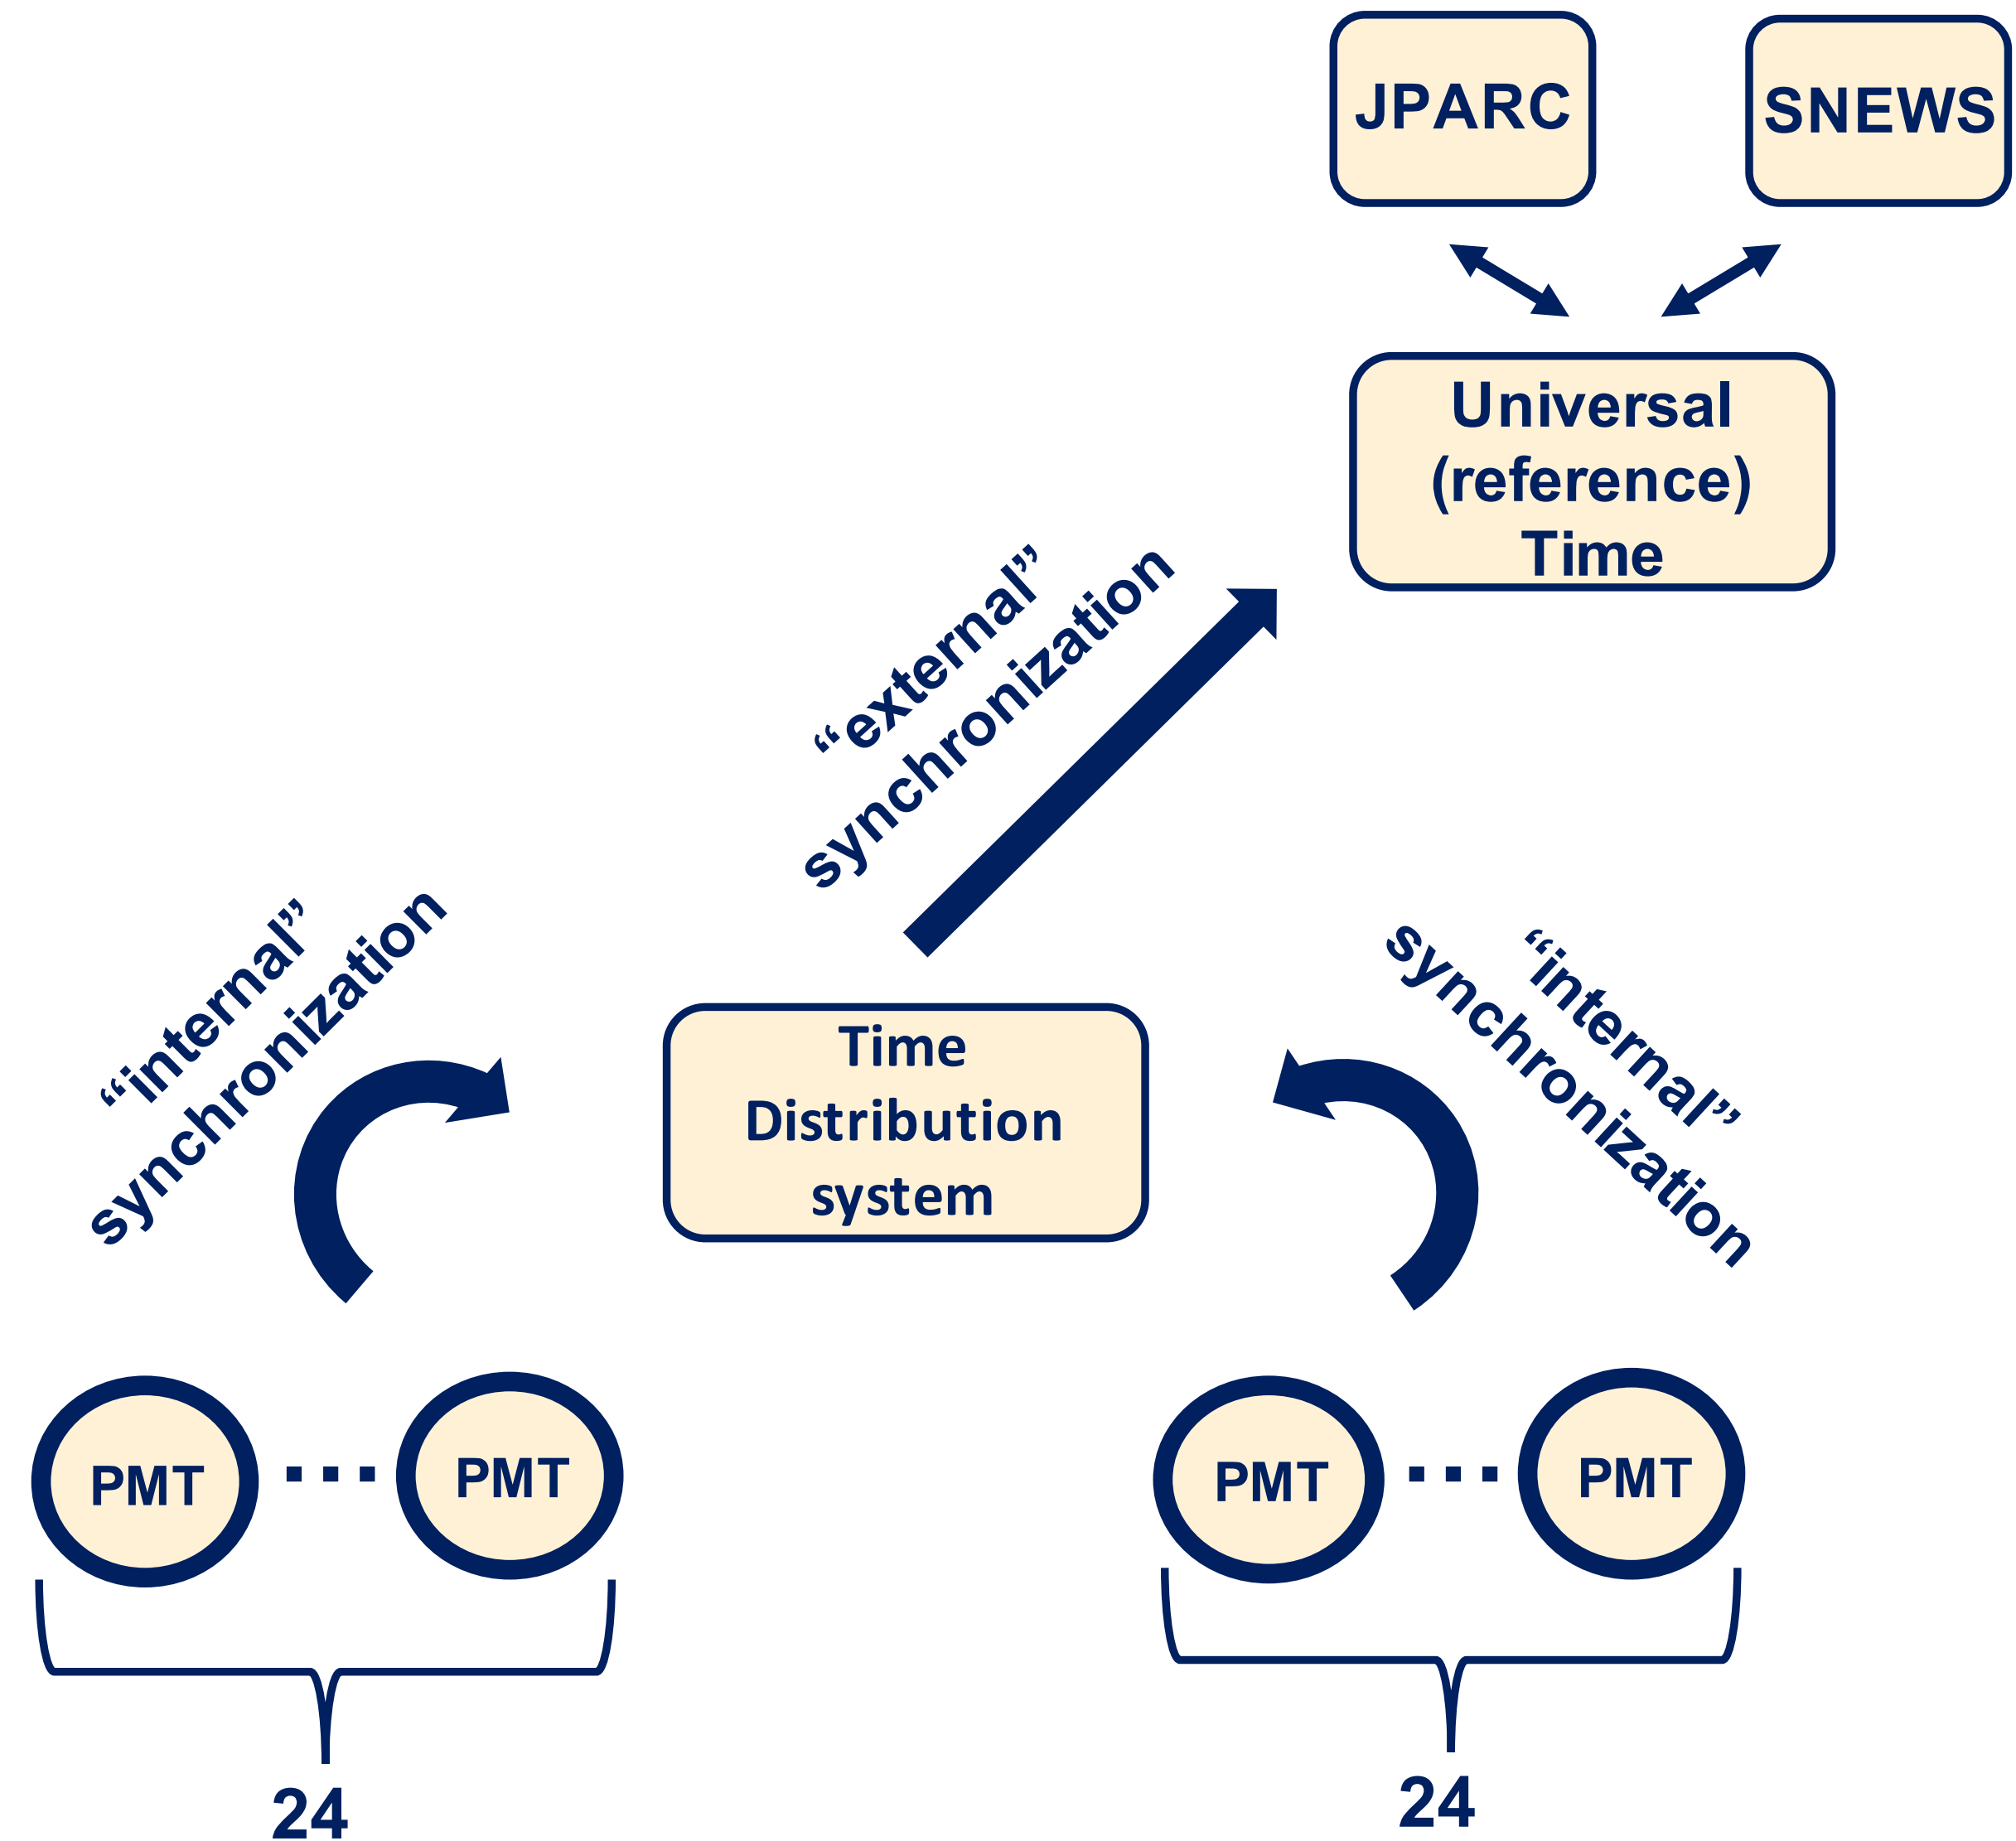 JPARC
SNEWS
Universal
(reference)
Time
“external”
synchronization
“internal”
synchronization
“internal”
synchronization
Time
Distribution
system
PMT
PMT
PMT
PMT
24
24